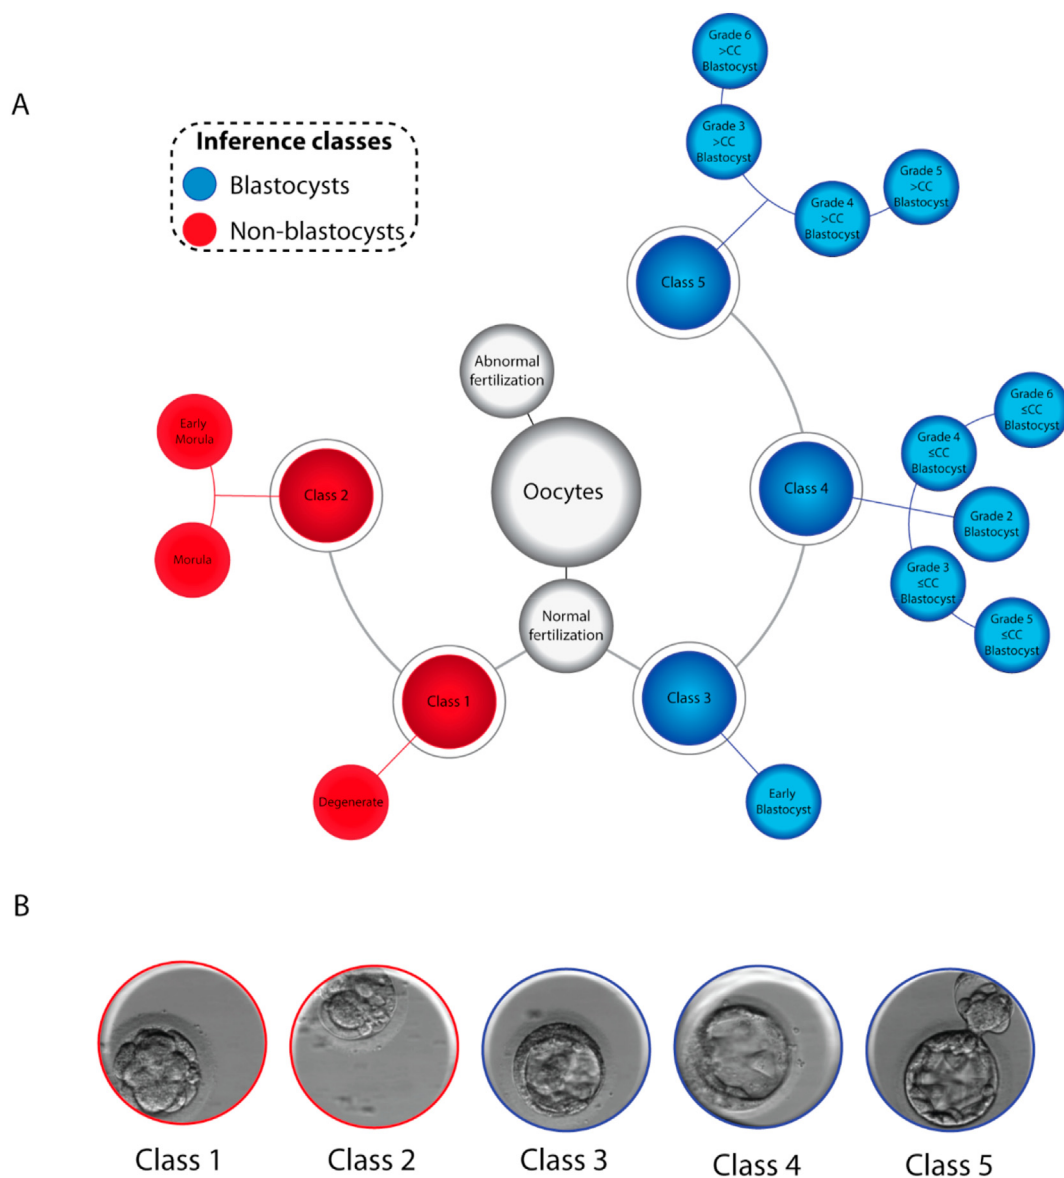 A
Inference classes
Blastocysts
Non-blastocysts
Grade 6
>CC
Blastocyst
Grade 3
>CC
Blastocyst
Grade 5
>CC
Blastocyst
Grade 4
>CC
Blastocyst
Class 5
Abnormal
fertilization
Early
Morula
Class 2
Morula
Oocytes
Class 4
Grade 6
≤CC
Blastocyst
Grade 4
≤CC
Blastocyst
Grade 2
Blastocyst
Grade 3
≤CC
Blastocyst
Grade 5
≤CC
Blastocyst
Normal
fertilization
Class 1
Class 3
Degenerate
Early
Blastocyst
B
Class 1
Class 2
Class 3
Class 4
Class 5